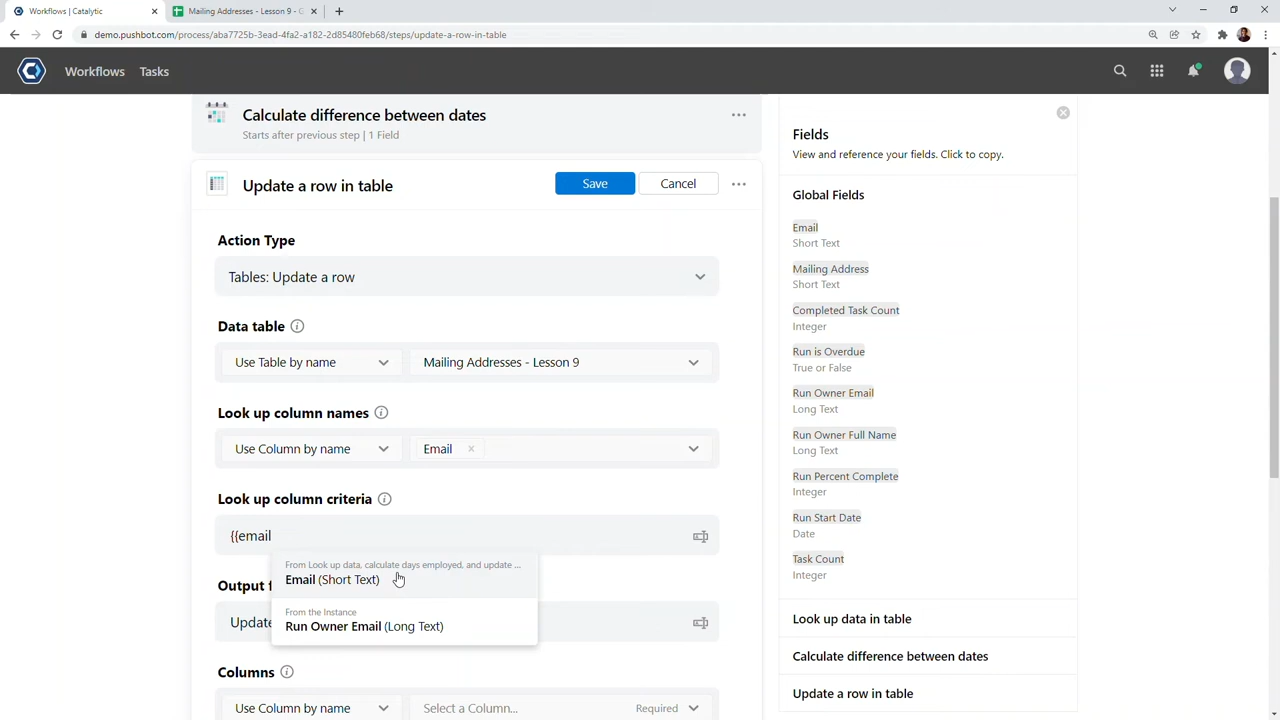 Workflows | Catalytic
Mailing Addresses - Lesson 9 - G
demo.pushbot.com/process/aba7725b-3ead-4fa2-a182-2d85480feb68/steps/update-a-row-in-table
Workflows
Tasks
Calculate difference between dates
Starts after previous step | 1 Field
Update a row in table
Save
Cancel
Action Type
Tables: Update a row
Data table
Use Table by name
Mailing Addresses - Lesson 9
Look up column names
Use Column by name
Email
Look up column criteria
{{email
From Look up data, calculate days employed, and update ...
Email (Short Text)
From the Instance
Run Owner Email (Long Text)
Output f
Update
Columns
Use Column by name
Select a Column...
Required
Fields
View and reference your fields. Click to copy.
Global Fields
Email
Short Text
Mailing Address
Short Text
Completed Task Count
Integer
Run is Overdue
True or False
Run Owner Email
Long Text
Run Owner Full Name
Long Text
Run Percent Complete
Integer
Run Start Date
Date
Task Count
Integer
Look up data in table
Calculate difference between dates
Update a row in table